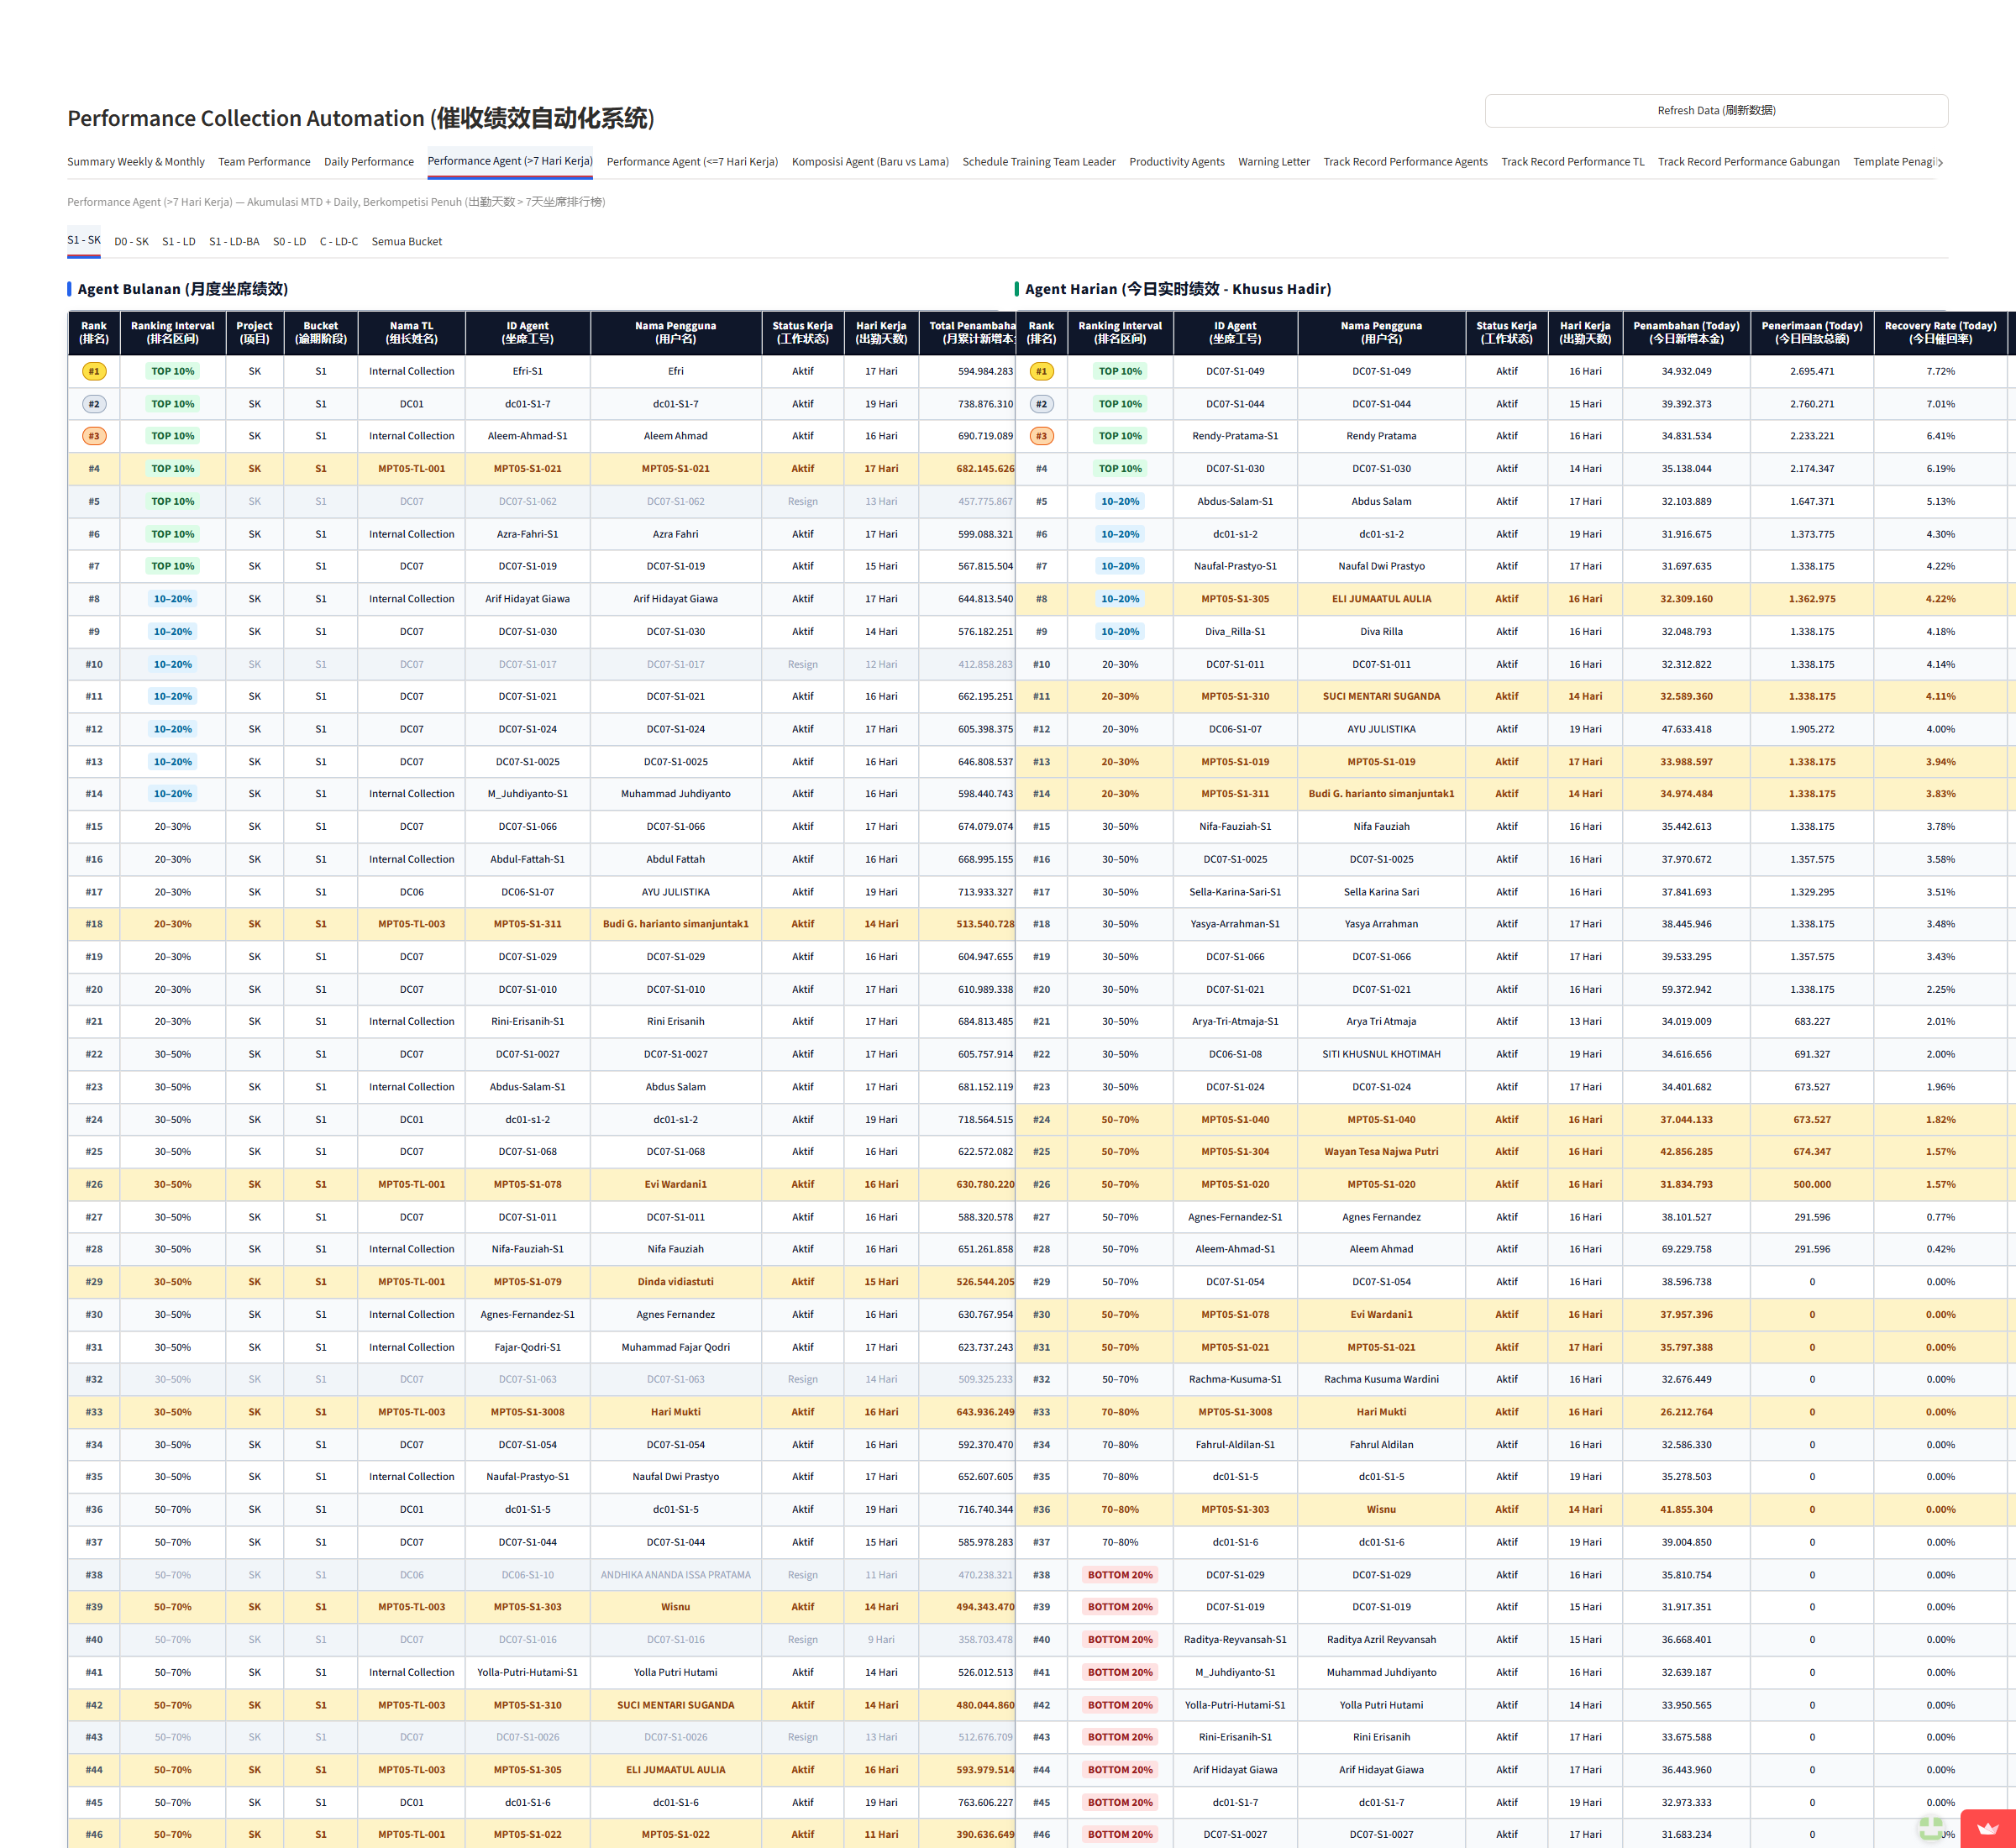 Performance Collection Automation (催收绩效自动化系统)
Refresh Data (刷新数据)
Summary Weekly & Monthly Team Performance Daily Performance Performance Agent (>7 Hari Kerja) Performance Agent (<=7 Hari Kerja) Komposisi Agent (Baru vs Lama) Schedule Training Team Leader Productivity Agents Warning Letter Track Record Performance Agents Track Record Performance TL Track Record Performance Gabungan Template Penagi
Performance Agent (>7 Hari Kerja) — Akumulasi MTD + Daily, Berkompetisi Penuh (出勤天数 > 7天坐席排行榜)
S1 - SK D0 - SK S1 - LD S1 - LD-BA S0 - LD C - LD-C Semua Bucket
Agent Bulanan (月度坐席绩效)
Rank Ranking Interval Project Bucket Nama TL ID Agent Nama Pengguna Status Kerja Hari Kerja Total Penambaha
(排名) (排名区间) (项目) (逾期阶段) (组长姓名) (坐席工号) (用户名) (工作状态) (出勤天数) (月累计新增本
#1 TOP 10% SK S1 Internal Collection Efri-S1 Efri Aktif 17 Hari 594.984.283
#2 TOP 10% SK S1 DC01 dc01-S1-7 dc01-S1-7 Aktif 19 Hari 738.876.310
#3 TOP 10% SK S1 Internal Collection Aleem-Ahmad-S1 Aleem Ahmad Aktif 16 Hari 690.719.089
#4 TOP 10% SK S1 MPT05-TL-001 MPT05-S1-021 MPT05-S1-021 Aktif 17 Hari 682.145.626
#5 TOP 10% SK S1 DC07 DC07-S1-062 DC07-S1-062 Resign 13 Hari 457.775.867
#6 TOP 10% SK S1 Internal Collection Azra-Fahri-S1 Azra Fahri Aktif 17 Hari 599.088.321
#7 TOP 10% SK S1 DC07 DC07-S1-019 DC07-S1-019 Aktif 15 Hari 567.815.504
#8 10–20% SK S1 Internal Collection Arif Hidayat Giawa Arif Hidayat Giawa Aktif 17 Hari 644.813.540
#9 10–20% SK S1 DC07 DC07-S1-030 DC07-S1-030 Aktif 14 Hari 576.182.251
#10 10–20% SK S1 DC07 DC07-S1-017 DC07-S1-017 Resign 12 Hari 412.858.283
#11 10–20% SK S1 DC07 DC07-S1-021 DC07-S1-021 Aktif 16 Hari 662.195.251
#12 10–20% SK S1 DC07 DC07-S1-024 DC07-S1-024 Aktif 17 Hari 605.398.375
#13 10–20% SK S1 DC07 DC07-S1-0025 DC07-S1-0025 Aktif 16 Hari 646.808.537
#14 10–20% SK S1 Internal Collection M_Juhdiyanto-S1 Muhammad Juhdiyanto Aktif 16 Hari 598.440.743
#15 20–30% SK S1 DC07 DC07-S1-066 DC07-S1-066 Aktif 17 Hari 674.079.074
#16 20–30% SK S1 Internal Collection Abdul-Fattah-S1 Abdul Fattah Aktif 16 Hari 668.995.155
#17 20–30% SK S1 DC06 DC06-S1-07 AYU JULISTIKA Aktif 19 Hari 713.933.327
#18 20–30% SK S1 MPT05-TL-003 MPT05-S1-311 Budi G. harianto simanjuntak1 Aktif 14 Hari 513.540.728
#19 20–30% SK S1 DC07 DC07-S1-029 DC07-S1-029 Aktif 16 Hari 604.947.655
#20 20–30% SK S1 DC07 DC07-S1-010 DC07-S1-010 Aktif 17 Hari 610.989.338
#21 20–30% SK S1 Internal Collection Rini-Erisanih-S1 Rini Erisanih Aktif 17 Hari 684.813.485
#22 30–50% SK S1 DC07 DC07-S1-0027 DC07-S1-0027 Aktif 17 Hari 605.757.914
#23 30–50% SK S1 Internal Collection Abdus-Salam-S1 Abdus Salam Aktif 17 Hari 681.152.119
#24 30–50% SK S1 DC01 dc01-s1-2 dc01-s1-2 Aktif 19 Hari 718.564.515
#25 30–50% SK S1 DC07 DC07-S1-068 DC07-S1-068 Aktif 17 Hari 622.572.082
#26 30–50% SK S1 MPT05-TL-001 MPT05-S1-078 Evi Wardani1 Aktif 16 Hari 630.780.220
#27 30–50% SK S1 DC07 DC07-S1-011 DC07-S1-011 Aktif 16 Hari 588.320.578
#28 30–50% SK S1 Internal Collection Nifa-Fauziah-S1 Nifa Fauziah Aktif 16 Hari 651.261.858
#29 30–50% SK S1 MPT05-TL-001 MPT05-S1-079 Dinda vidiastuti Aktif 15 Hari 526.544.205
#30 30–50% SK S1 Internal Collection Agnes-Fernandez-S1 Agnes Fernandez Aktif 16 Hari 630.767.954
#31 30–50% SK S1 Internal Collection Fajar-Qodri-S1 Muhammad Fajar Qodri Aktif 17 Hari 623.737.243
#32 30–50% SK S1 DC07 DC07-S1-063 DC07-S1-063 Resign 14 Hari 509.325.233
#33 30–50% SK S1 MPT05-TL-003 MPT05-S1-3008 Hari Mukti Aktif 16 Hari 643.936.249
#34 30–50% SK S1 DC07 DC07-S1-054 DC07-S1-054 Aktif 16 Hari 592.370.470
#35 30–50% SK S1 Internal Collection Naufal-Prastyo-S1 Naufal Dwi Prastyo Aktif 17 Hari 652.607.605
#36 50–70% SK S1 DC01 dc01-S1-5 dc01-S1-5 Aktif 19 Hari 716.740.344
#37 50–70% SK S1 DC07 DC07-S1-044 DC07-S1-044 Aktif 15 Hari 585.978.283
#38 50–70% SK S1 DC06 DC06-S1-10 ANDHIKA ANANDA ISSA PRATAMA Resign 11 Hari 470.238.321
#39 50–70% SK S1 MPT05-TL-003 MPT05-S1-303 Wisnu Aktif 14 Hari 494.343.470
#40 50–70% SK S1 DC07 DC07-S1-016 DC07-S1-016 Resign 9 Hari 358.703.478
#41 50–70% SK S1 Internal Collection Yolla-Putri-Hutami-S1 Yolla Putri Hutami Aktif 14 Hari 526.012.513
#42 50–70% SK S1 MPT05-TL-003 MPT05-S1-310 SUCI MENTARI SUGANDA Aktif 14 Hari 480.044.860
#43 50–70% SK S1 DC07 DC07-S1-0026 DC07-S1-0026 Resign 13 Hari 512.676.709
#44 50–70% SK S1 MPT05-TL-003 MPT05-S1-305 ELI JUMAATUL AULIA Aktif 16 Hari 593.979.514
#45 50–70% SK S1 DC01 dc01-S1-6 dc01-S1-6 Aktif 19 Hari 763.606.227
#46 50–70% SK S1 MPT05-TL-001 MPT05-S1-022 MPT05-S1-022 Aktif 11 Hari 390.636.649
Agent Harian (今日实时绩效 - Khusus Hadir)
Rank Ranking Interval ID Agent Nama Pengguna Status Kerja Hari Kerja Penambahan (Today) Penerimaan (Today) Recovery Rate (Today)
(排名) (排名区间) (坐席工号) (用户名) (工作状态) (出勤天数) (今日新增本金) (今日回款总额) (今日催回率)
#1 TOP 10% DC07-S1-049 DC07-S1-049 Aktif 16 Hari 34.932.049 2.695.471 7.72%
#2 TOP 10% DC07-S1-044 DC07-S1-044 Aktif 15 Hari 39.392.373 2.760.271 7.01%
#3 TOP 10% Rendy-Pratama-S1 Rendy Pratama Aktif 16 Hari 34.831.534 2.233.221 6.41%
#4 TOP 10% DC07-S1-030 DC07-S1-030 Aktif 14 Hari 35.138.044 2.174.347 6.19%
#5 10–20% Abdus-Salam-S1 Abdus Salam Aktif 17 Hari 32.103.889 1.647.371 5.13%
#6 10–20% dc01-s1-2 dc01-s1-2 Aktif 19 Hari 31.916.675 1.373.775 4.30%
#7 10–20% Naufal-Prastyo-S1 Naufal Dwi Prastyo Aktif 17 Hari 31.697.635 1.338.175 4.22%
#8 10–20% MPT05-S1-305 ELI JUMAATUL AULIA Aktif 16 Hari 32.309.160 1.362.975 4.22%
#9 10–20% Diva_Rilla-S1 Diva Rilla Aktif 16 Hari 32.048.793 1.338.175 4.18%
#10 20–30% DC07-S1-011 DC07-S1-011 Aktif 16 Hari 32.312.822 1.338.175 4.14%
#11 20–30% MPT05-S1-310 SUCI MENTARI SUGANDA Aktif 14 Hari 32.589.360 1.338.175 4.11%
#12 20–30% DC06-S1-07 AYU JULISTIKA Aktif 19 Hari 47.633.418 1.905.272 4.00%
#13 20–30% MPT05-S1-019 MPT05-S1-019 Aktif 17 Hari 33.988.597 1.338.175 3.94%
#14 20–30% MPT05-S1-311 Budi G. harianto simanjuntak1 Aktif 14 Hari 34.974.484 1.338.175 3.83%
#15 30–50% Nifa-Fauziah-S1 Nifa Fauziah Aktif 16 Hari 35.442.613 1.338.175 3.78%
#16 30–50% DC07-S1-0025 DC07-S1-0025 Aktif 16 Hari 37.970.672 1.357.575 3.58%
#17 30–50% Sella-Karina-Sari-S1 Sella Karina Sari Aktif 16 Hari 37.841.693 1.329.295 3.51%
#18 30–50% Yasya-Arrahman-S1 Yasya Arrahman Aktif 17 Hari 38.445.946 1.338.175 3.48%
#19 30–50% DC07-S1-066 DC07-S1-066 Aktif 17 Hari 39.533.295 1.357.575 3.43%
#20 30–50% DC07-S1-021 DC07-S1-021 Aktif 16 Hari 59.372.942 1.338.175 2.25%
#21 30–50% Arya-Tri-Atmaja-S1 Arya Tri Atmaja Aktif 13 Hari 34.019.009 683.227 2.01%
#22 30–50% DC06-S1-08 SITI KHUSNUL KHOTIMAH Aktif 19 Hari 34.616.656 691.327 2.00%
#23 30–50% DC07-S1-024 DC07-S1-024 Aktif 17 Hari 34.401.682 673.527 1.96%
#24 50–70% MPT05-S1-040 MPT05-S1-040 Aktif 16 Hari 37.044.133 673.527 1.82%
#25 50–70% MPT05-S1-304 Wayan Tesa Najwa Putri Aktif 16 Hari 42.856.285 674.347 1.57%
#26 50–70% MPT05-S1-020 MPT05-S1-020 Aktif 16 Hari 31.834.793 500.000 1.57%
#27 50–70% Agnes-Fernandez-S1 Agnes Fernandez Aktif 16 Hari 38.101.527 291.596 0.77%
#28 50–70% Aleem-Ahmad-S1 Aleem Ahmad Aktif 16 Hari 69.229.758 291.596 0.42%
#29 50–70% DC07-S1-054 DC07-S1-054 Aktif 16 Hari 38.596.738 0 0.00%
#30 50–70% MPT05-S1-078 Evi Wardani1 Aktif 16 Hari 37.957.396 0 0.00%
#31 50–70% MPT05-S1-021 MPT05-S1-021 Aktif 17 Hari 35.797.388 0 0.00%
#32 50–70% Rachma-Kusuma-S1 Rachma Kusuma Wardini Aktif 16 Hari 32.676.449 0 0.00%
#33 70–80% MPT05-S1-3008 Hari Mukti Aktif 16 Hari 26.212.764 0 0.00%
#34 70–80% Fahrul-Aldilan-S1 Fahrul Aldilan Aktif 16 Hari 32.586.330 0 0.00%
#35 70–80% dc01-S1-5 dc01-S1-5 Aktif 19 Hari 35.278.503 0 0.00%
#36 70–80% MPT05-S1-303 Wisnu Aktif 14 Hari 41.855.304 0 0.00%
#37 70–80% dc01-S1-6 dc01-S1-6 Aktif 19 Hari 39.004.850 0 0.00%
#38 BOTTOM 20% DC07-S1-029 DC07-S1-029 Aktif 16 Hari 35.810.754 0 0.00%
#39 BOTTOM 20% DC07-S1-019 DC07-S1-019 Aktif 15 Hari 31.917.351 0 0.00%
#40 BOTTOM 20% Raditya-Reyvansah-S1 Raditya Azril Reyvansah Aktif 15 Hari 36.668.401 0 0.00%
#41 BOTTOM 20% M_Juhdiyanto-S1 Muhammad Juhdiyanto Aktif 16 Hari 32.639.187 0 0.00%
#42 BOTTOM 20% Yolla-Putri-Hutami-S1 Yolla Putri Hutami Aktif 14 Hari 33.950.565 0 0.00%
#43 BOTTOM 20% Rini-Erisanih-S1 Rini Erisanih Aktif 17 Hari 33.675.588 0 0.00%
#44 BOTTOM 20% Arif Hidayat Giawa Arif Hidayat Giawa Aktif 17 Hari 36.443.960 0 0.00%
#45 BOTTOM 20% dc01-S1-7 dc01-S1-7 Aktif 19 Hari 32.973.333 0 0.00%
#46 BOTTOM 20% DC07-S1-0027 DC07-S1-0027 Aktif 17 Hari 31.683.234 0